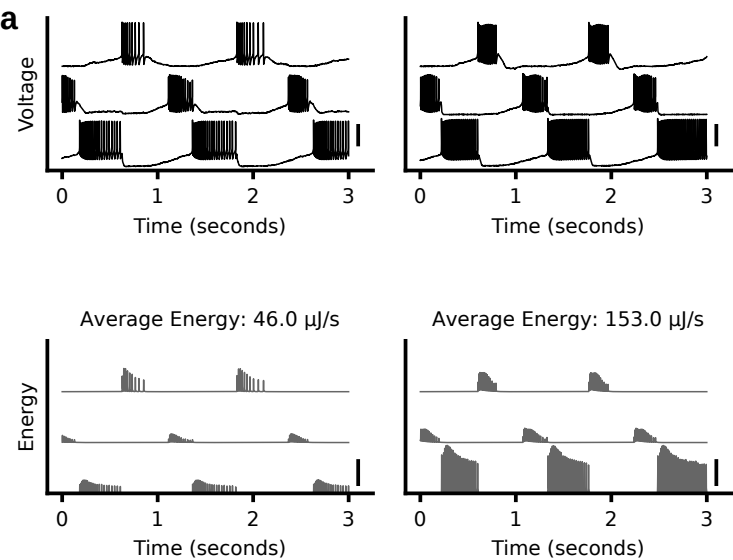 a
Voltage
0 1 2 3
Time (seconds)
0 1 2 3
Time (seconds)
Average Energy: 46.0 μJ/s
Average Energy: 153.0 μJ/s
Energy
0 1 2 3
Time (seconds)
0 1 2 3
Time (seconds)